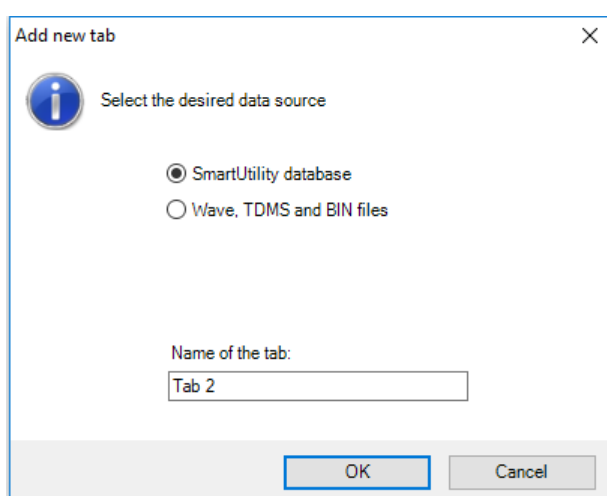 Add new tab
Select the desired data source
SmartUtility database
Wave, TDMS and BIN files
Name of the tab:
Tab 2
OK
Cancel